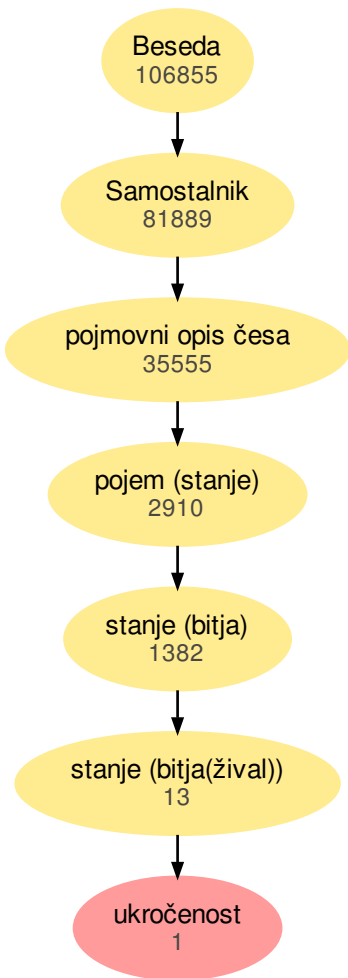 Beseda
106855
Samostalnik
81889
pojmovni opis česa
35555
pojem (stanje)
2910
stanje (bitja)
1382
stanje (bitja(žival))
13
ukročenost
1